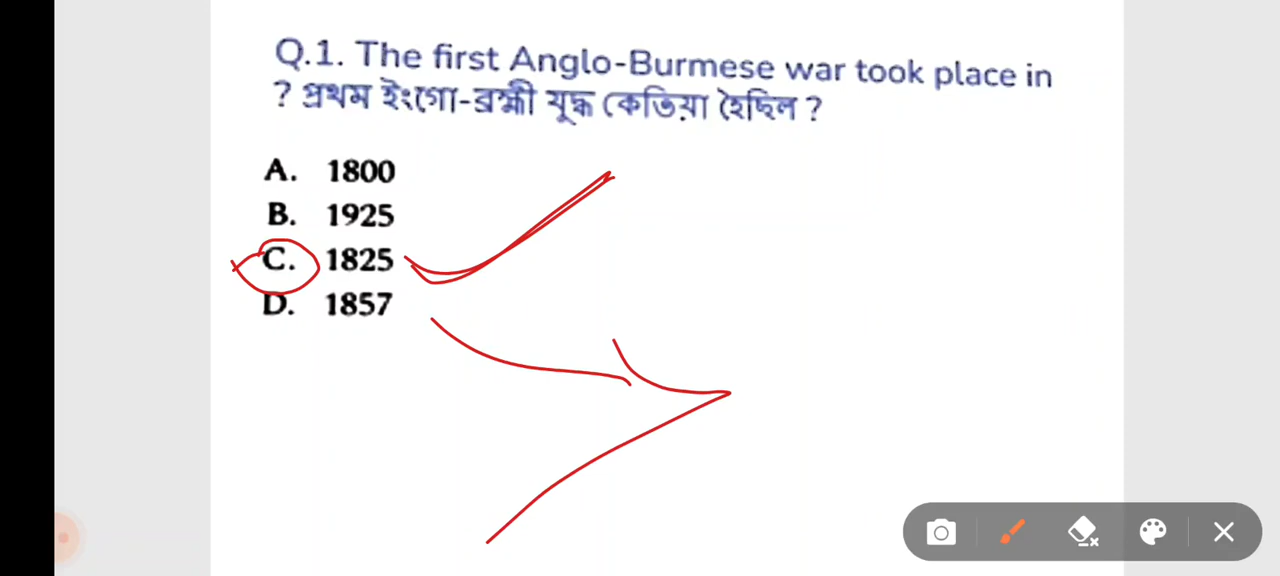 Q.1. The first Anglo-Burmese war took place in
? প্ৰথম ইংগো-ব্ৰহ্মী যুদ্ধ কেতিয়া হৈছিল ?
A. 1800
B. 1925
C. 1825
D. 1857